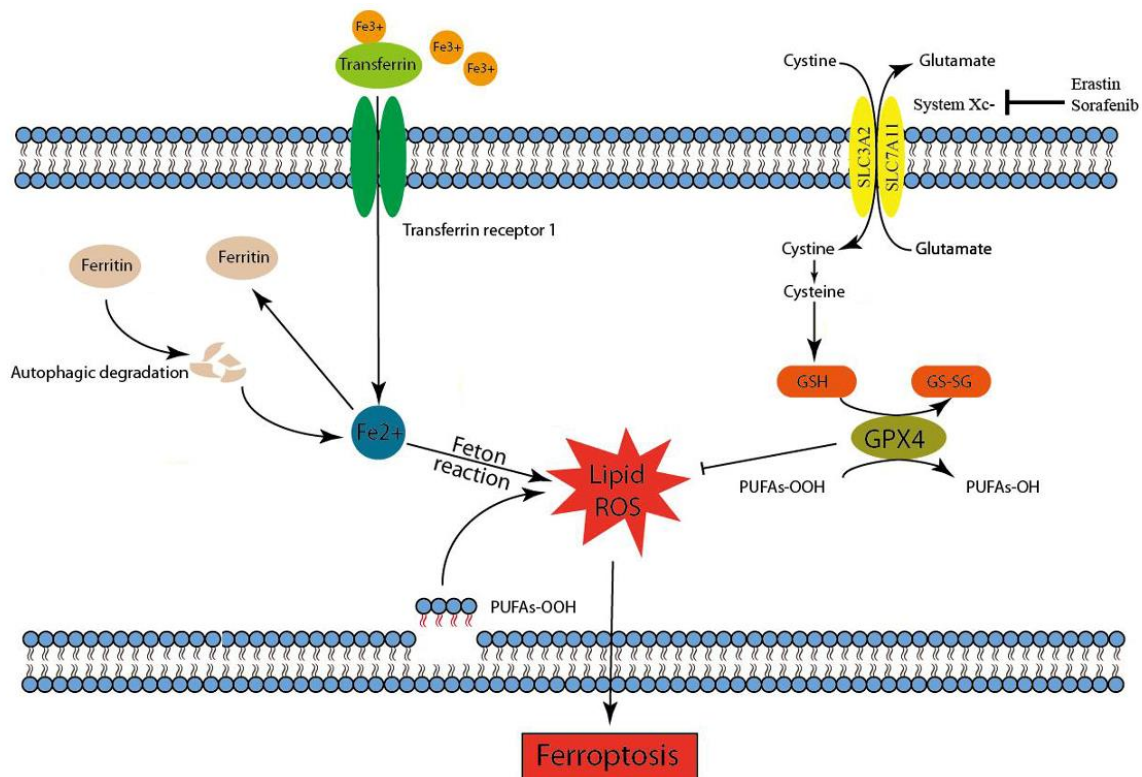 Fe3+
Transferrin
Fe3+
Fe3+
Cystine
Glutamate
System Xc-
Erastin
Sorafenib
SLC3A2
SLC7A11
Transferrin receptor 1
Cystine
Glutamate
Cysteine
Ferritin
Ferritin
Autophagic degradation
Fe2+
Feton
reaction
Lipid
ROS
GSH
GS-SG
GPX4
PUFAs-OOH
PUFAs-OH
PUFAs-OOH
Ferroptosis